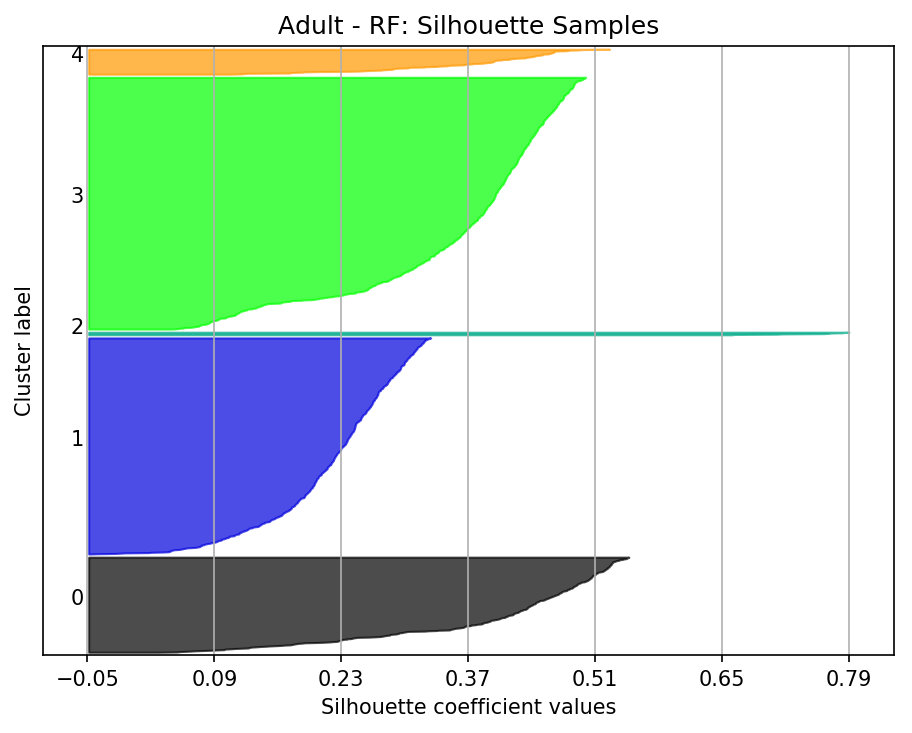 Adult - RF: Silhouette Samples
4
3
2
1
0
Cluster label
−0.05 0.09 0.23 0.37 0.51 0.65 0.79
Silhouette coefficient values